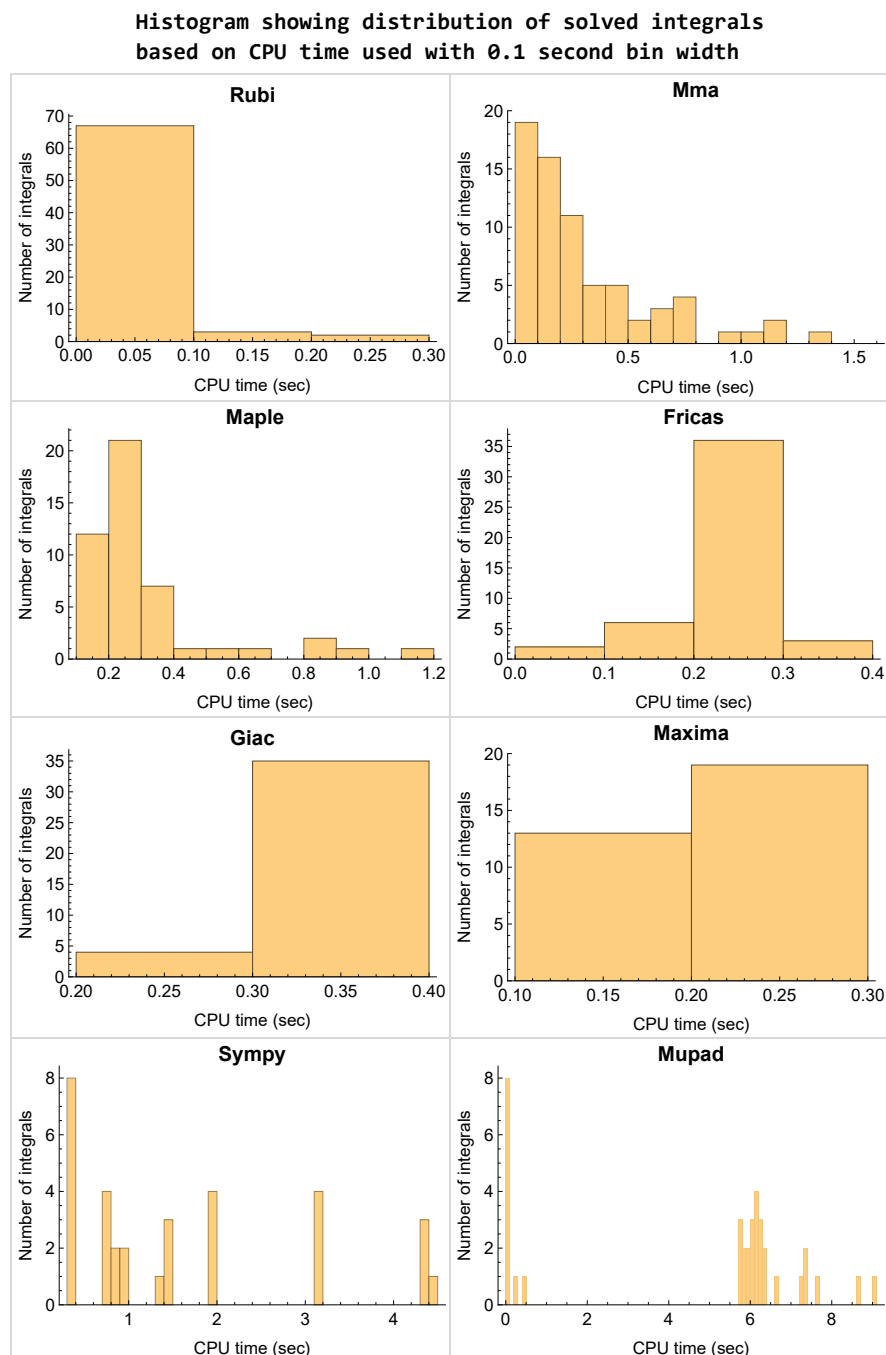 Histogram showing distribution of solved integrals
based on CPU time used with 0.1 second bin width
Rubi
70
60
50
40
30
20
10
0
Number of integrals
0.00 0.05 0.10 0.15 0.20 0.25 0.30
CPU time (sec)
Mma
20
15
10
5
0
Number of integrals
0.0 0.5 1.0 1.5
CPU time (sec)
Maple
20
15
10
5
0
Number of integrals
0.2 0.4 0.6 0.8 1.0 1.2
CPU time (sec)
Fricas
35
30
25
20
15
10
5
0
Number of integrals
0.0 0.1 0.2 0.3 0.4
CPU time (sec)
Giac
35
30
25
20
15
10
5
0
Number of integrals
0.20 0.25 0.30 0.35 0.40
CPU time (sec)
Maxima
20
15
10
5
0
Number of integrals
0.10 0.15 0.20 0.25 0.30
CPU time (sec)
Sympy
8
6
4
2
0
Number of integrals
1 2 3 4
CPU time (sec)
Mupad
8
6
4
2
0
Number of integrals
0 2 4 6 8
CPU time (sec)